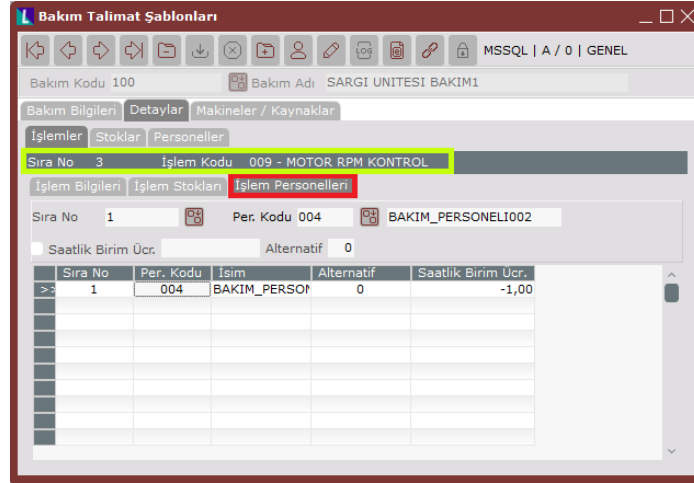 Bakım Talimat Şablonları
LOG MSSQL | A / 0 | GENEL
Bakım Kodu 100 Bakım Adı SARGI UNITESI BAKIM1
Bakım Bilgileri Detaylar Makineler / Kaynaklar
İşlemler Stoklar Personeller
Sıra No 3 İşlem Kodu 009 - MOTOR RPM KONTROL
İşlem Bilgileri İşlem Stokları İşlem Personelleri
Sıra No 1 Per. Kodu 004 BAKIM_PERSONELI002
Saatlik Birim Ücr. Alternatif 0
Sıra No Per. Kodu İsim Alternatif Saatlik Birim Ücr.
>> 1 004 BAKIM_PERSON 0 -1,00